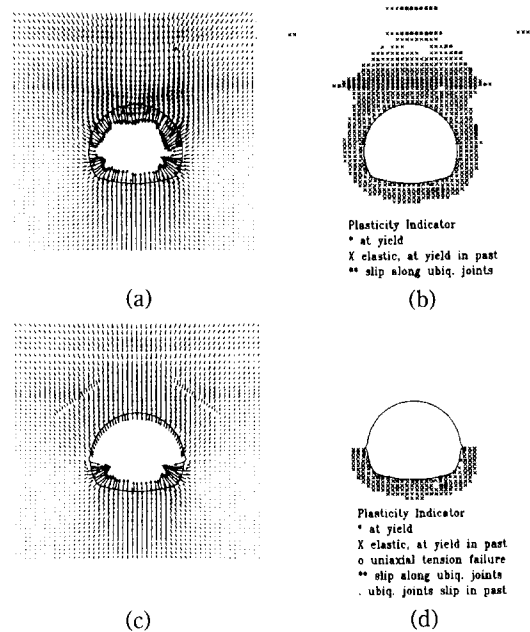 (a)
Plasticity Indicator
* at yield
X elastic, at yield in past
** slip along ubiq. joints
(b)
(c)
Plasticity Indicator
* at yield
X elastic, at yield in past
o uniaxial tension failure
** slip along ubiq. joints
. ubiq. joints slip in past
(d)